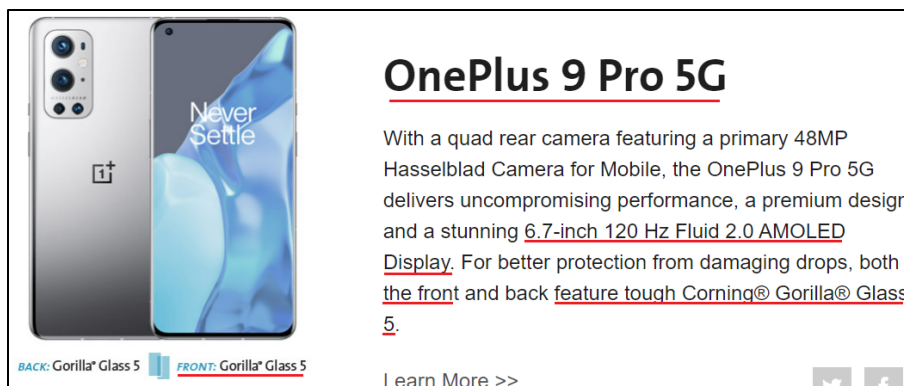 Never
Settle
HASSELBLAD
1+
BACK: Gorilla® Glass 5
FRONT: Gorilla® Glass 5
OnePlus 9 Pro 5G
With a quad rear camera featuring a primary 48MP
Hasselblad Camera for Mobile, the OnePlus 9 Pro 5G
delivers uncompromising performance, a premium design
and a stunning 6.7-inch 120 Hz Fluid 2.0 AMOLED
Display. For better protection from damaging drops, both
the front and back feature tough Corning® Gorilla® Glass
5.
Learn More >>